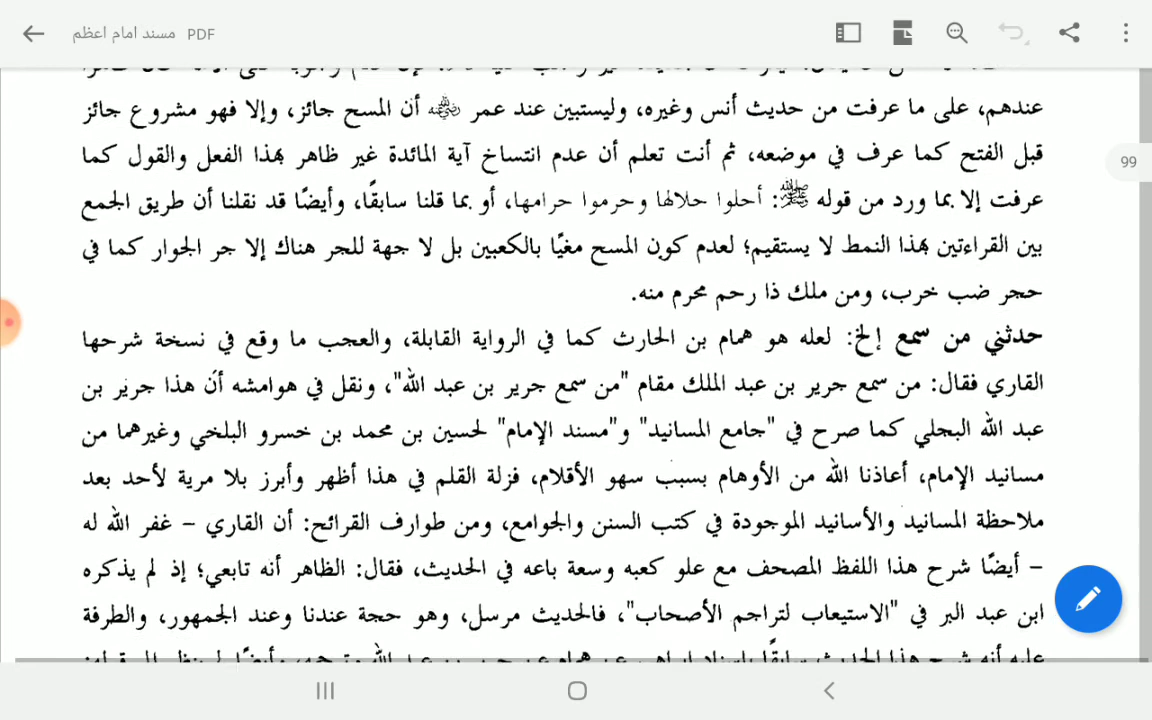 مسند امام اعظم PDF
عندهم، على ما عرفت من حديث أنس وغيره، وليستبين عند عمر ﷺ أن المسح جائز، وإلا فهو مشروع جائز
قبل الفتح كما عرف في موضعه، ثم أنت تعلم أن عدم انتساخ آية المائدة غير ظاهر بهذا الفعل والقول كما
عرفت إلا بما ورد من قوله ﷺ: أحلوا حلالها وحرموا حرامها، أو بما قلنا سابقًا، وأيضًا قد نقلنا أن طريق الجمع
بين القراءتين بهذا النمط لا يستقيم؛ لعدم كون المسح مغيًا بالكعبين بل لا جهة للجر هناك إلا جر الجوار كما في
حجر ضب خرب، ومن ملك ذا رحم محرم منه.
حدثني من سمع إلخ: لعله هو همام بن الحارث كما في الرواية القابلة، والعجب ما وقع في نسخة شرحها
القاري فقال: من سمع جرير بن عبد الملك مقام "من سمع جرير بن عبد الله"، ونقل في هوامشه أن هذا جرير بن
عبد الله البجلي كما صرح في "جامع المسانيد" و"مسند الإمام" لحسين بن محمد بن خسرو البلخي وغيرهما من
مسانيد الإمام، أعاذنا الله من الأوهام بسبب سهو الأقلام، فزلة القلم في هذا أظهر وأبرز بلا مرية لأحد بعد
ملاحظة المسانيد والأسانيد الموجودة في كتب السنن والجوامع، ومن طوارف القرائح: أن القاري – غفر الله له
– أيضًا شرح هذا اللفظ المصحف مع علو كعبه وسعة باعه في الحديث، فقال: الظاهر أنه تابعي؛ إذ لم يذكره
ابن عبد البر في "الاستيعاب لتراجم الأصحاب"، فالحديث مرسل، وهو حجة عندنا وعند الجمهور، والطرفة
99